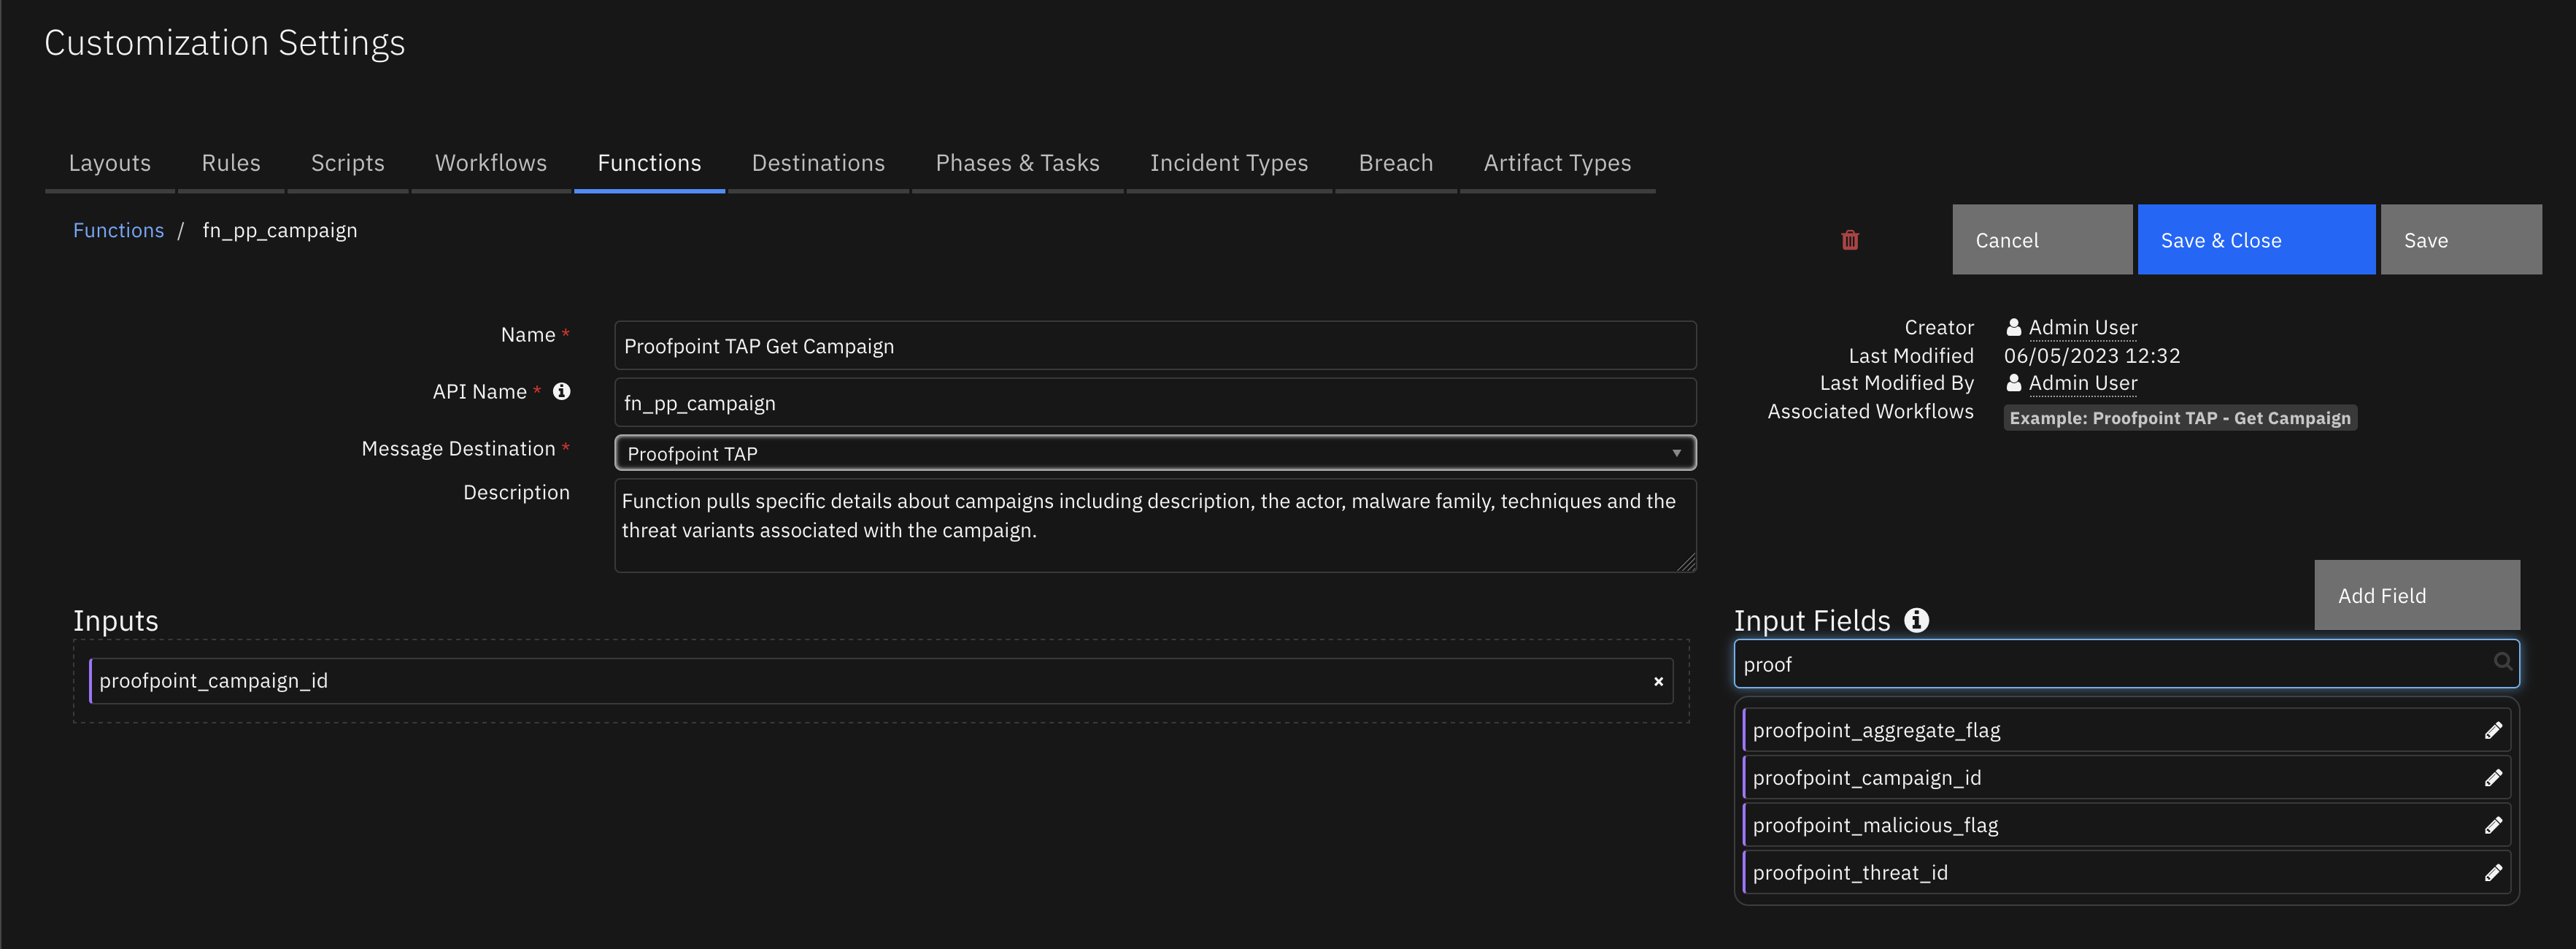 Customization Settings
Layouts Rules Scripts Workflows Functions Destinations Phases & Tasks Incident Types Breach Artifact Types
Functions / fn_pp_campaign
Cancel Save & Close Save
Name * Proofpoint TAP Get Campaign
API Name * fn_pp_campaign
Message Destination * Proofpoint TAP
Description Function pulls specific details about campaigns including description, the actor, malware family, techniques and the
threat variants associated with the campaign.
Creator Admin User
Last Modified 06/05/2023 12:32
Last Modified By Admin User
Associated Workflows Example: Proofpoint TAP - Get Campaign
Inputs
proofpoint_campaign_id ×
Add Field
Input Fields
proof
proofpoint_aggregate_flag
proofpoint_campaign_id
proofpoint_malicious_flag
proofpoint_threat_id